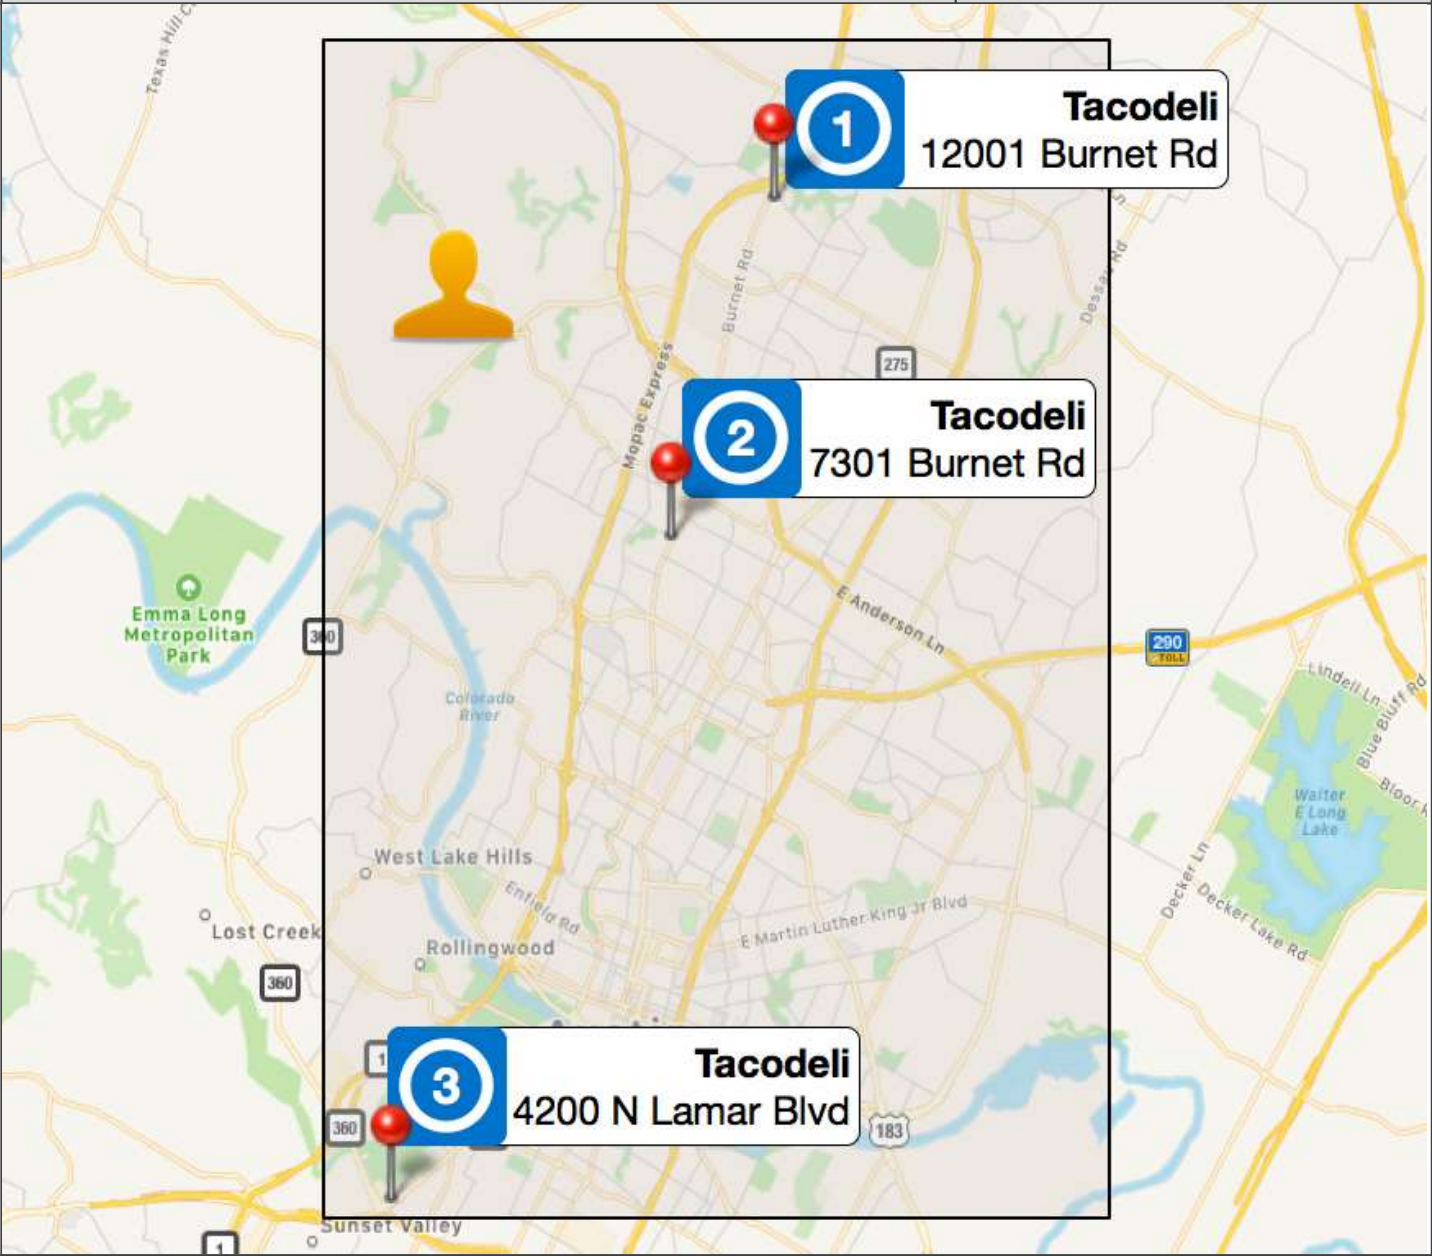 Texas Hill C
Tacodeli
1
12001 Burnet Rd
Ln
Burnet Rd
Dessau Rd
Mopac Express
275
Tacodeli
2
7301 Burnet Rd
E Anderson Ln
Emma Long
Metropolitan
Park
360
290
TOLL
Lindell Ln
Blue Bluff Rd
Colorado
River
Bloor
Walter
E Long
Lake
West Lake Hills
Enfield Rd
Decker Ln
Decker Lake Rd
Lost Creek
E Martin Luther King Jr Blvd
Rollingwood
360
1
Tacodeli
3
4200 N Lamar Blvd
360
183
Sunset Valley
1